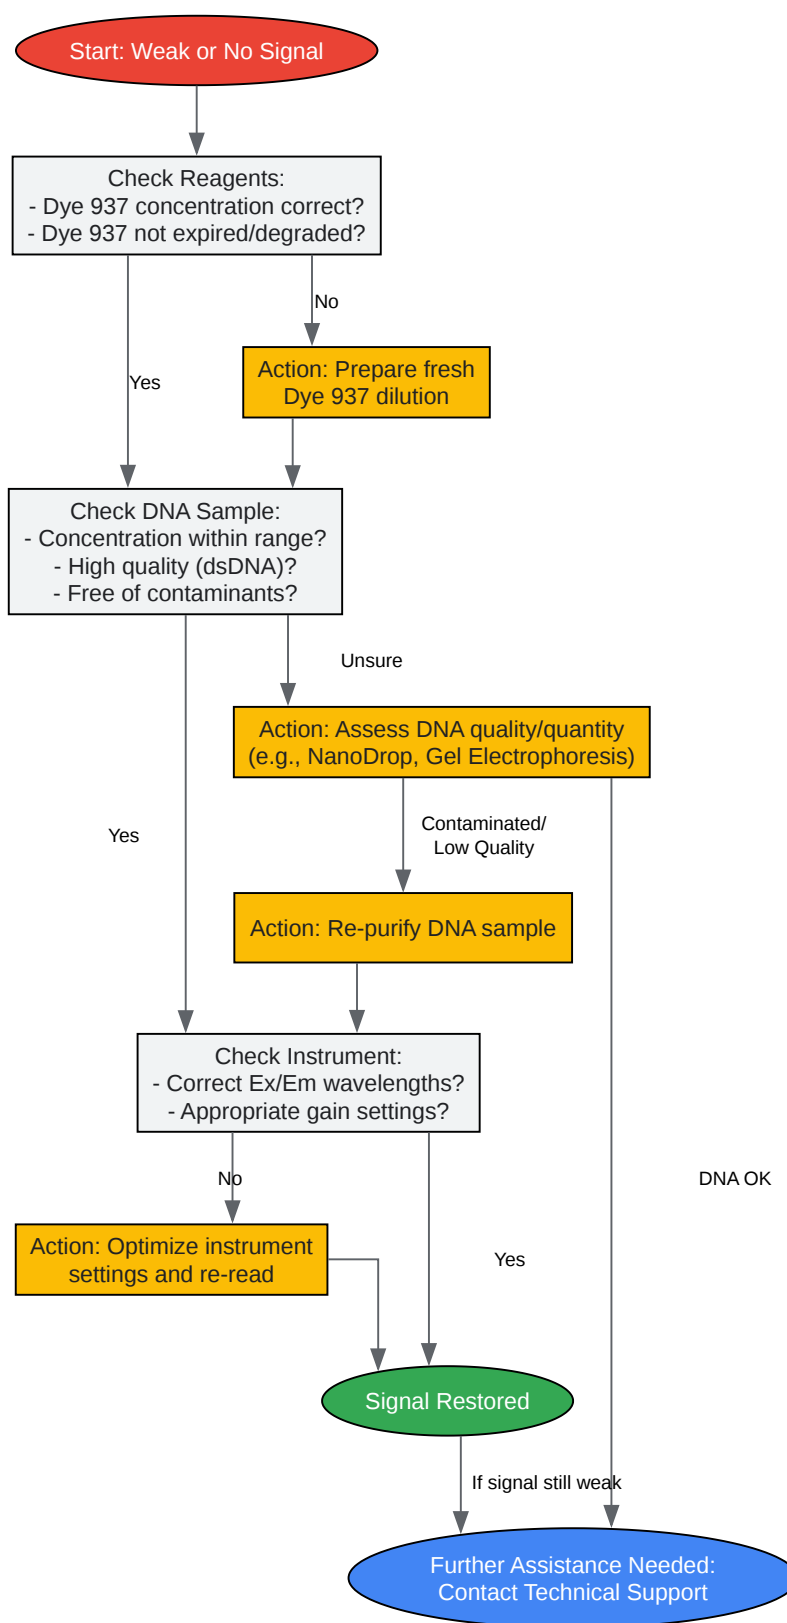 Start: Weak or No Signal
Check Reagents:
- Dye 937 concentration correct?
- Dye 937 not expired/degraded?
No
Yes
Action: Prepare fresh
Dye 937 dilution
Check DNA Sample:
- Concentration within range?
- High quality (dsDNA)?
- Free of contaminants?
Unsure
Action: Assess DNA quality/quantity
(e.g., NanoDrop, Gel Electrophoresis)
Yes
Contaminated/
Low Quality
Action: Re-purify DNA sample
Check Instrument:
- Correct Ex/Em wavelengths?
- Appropriate gain settings?
No
DNA OK
Action: Optimize instrument
settings and re-read
Yes
Signal Restored
If signal still weak
Further Assistance Needed:
Contact Technical Support